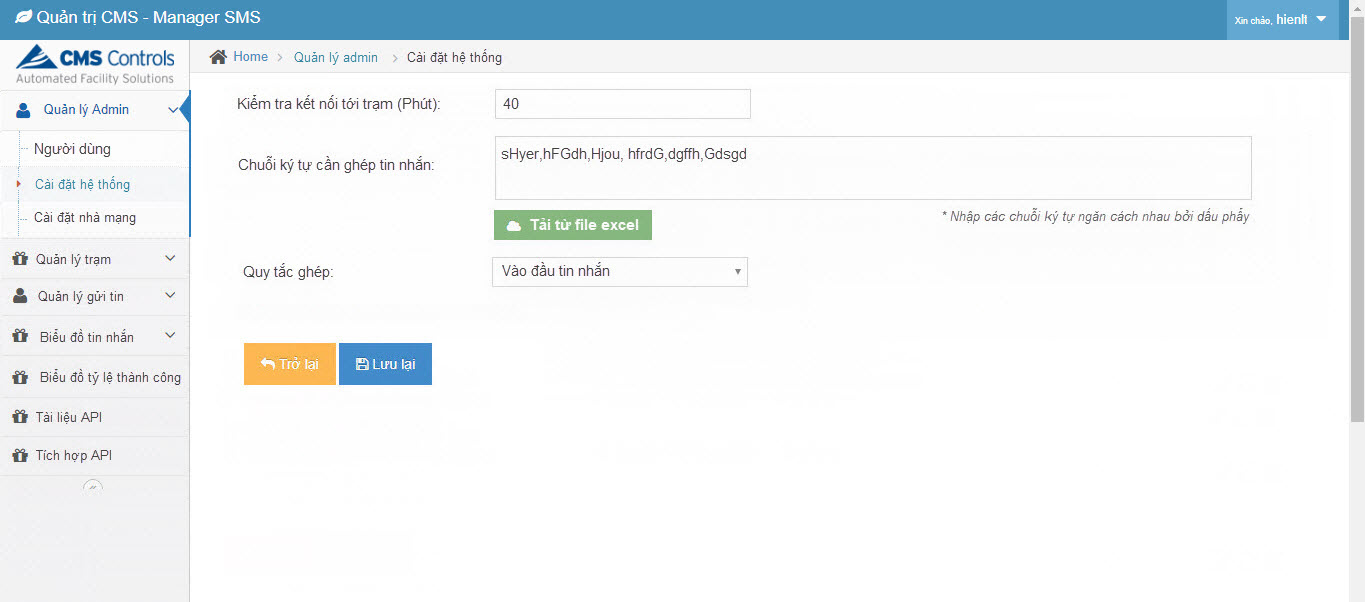 Quản trị CMS - Manager SMS
Xin chào, hienlt
CMS Controls
Automated Facility Solutions
Home > Quản lý admin > Cài đặt hệ thống
Quản lý Admin
Người dùng
Cài đặt hệ thống
Cài đặt nhà mạng
Quản lý trạm
Quản lý gửi tin
Biểu đồ tin nhắn
Biểu đồ tỷ lệ thành công
Tài liệu API
Tích hợp API
Kiểm tra kết nối tới trạm (Phút):
40
Chuỗi ký tự cần ghép tin nhắn:
sHyer,hFGdh,Hjou, hfrdG,dgffh,Gdsgd
Tải từ file excel
* Nhập các chuỗi ký tự ngăn cách nhau bởi dấu phẩy
Quy tắc ghép:
Vào đầu tin nhắn
Trở lại
Lưu lại